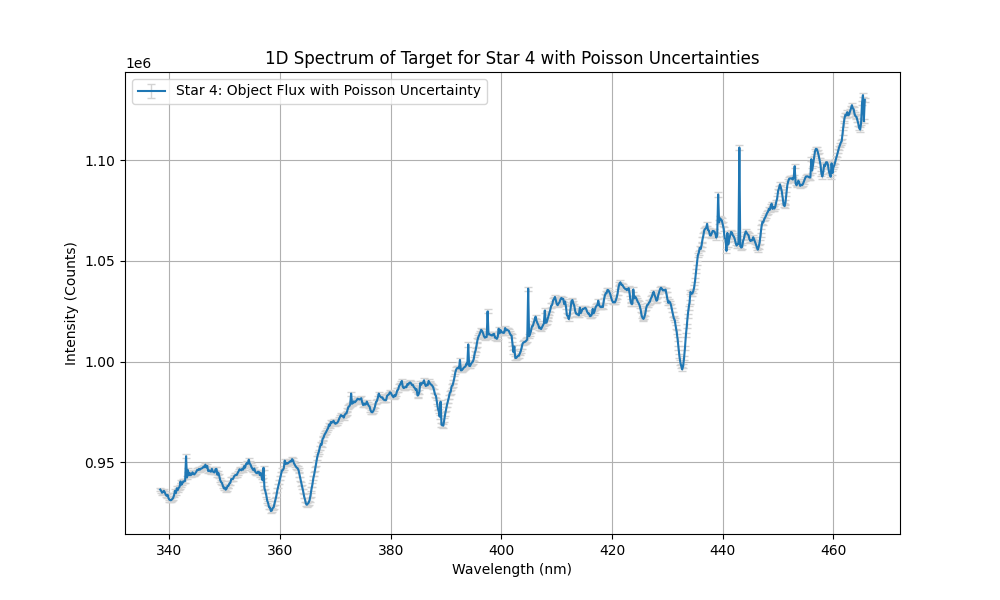 1D Spectrum of Target for Star 4 with Poisson Uncertainties
1e6
Star 4: Object Flux with Poisson Uncertainty
1.10
1.05
1.00
0.95
Intensity (Counts)
340 360 380 400 420 440 460
Wavelength (nm)